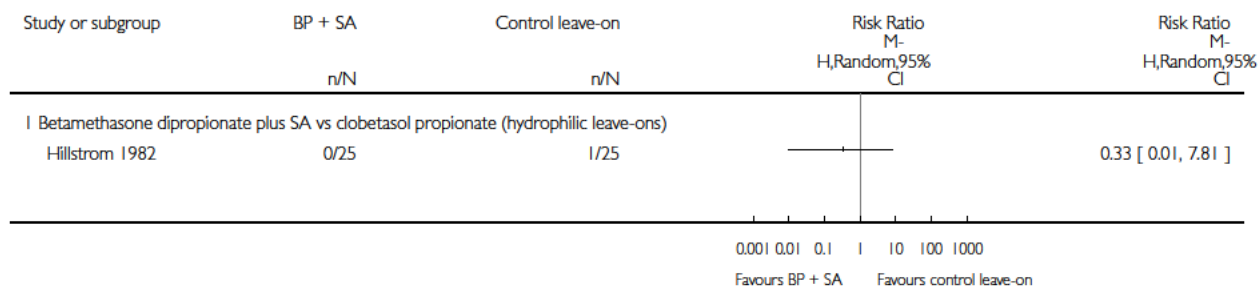 Study or subgroup BP + SA Control leave-on Risk Ratio Risk Ratio
M- M-
H,Random,95% H,Random,95%
n/N n/N CI CI
1 Betamethasone dipropionate plus SA vs clobetasol propionate (hydrophilic leave-ons)
Hillstrom 1982 0/25 1/25 0.33 [ 0.01, 7.81 ]
0.001 0.01 0.1 1 10 100 1000
Favours BP + SA Favours control leave-on